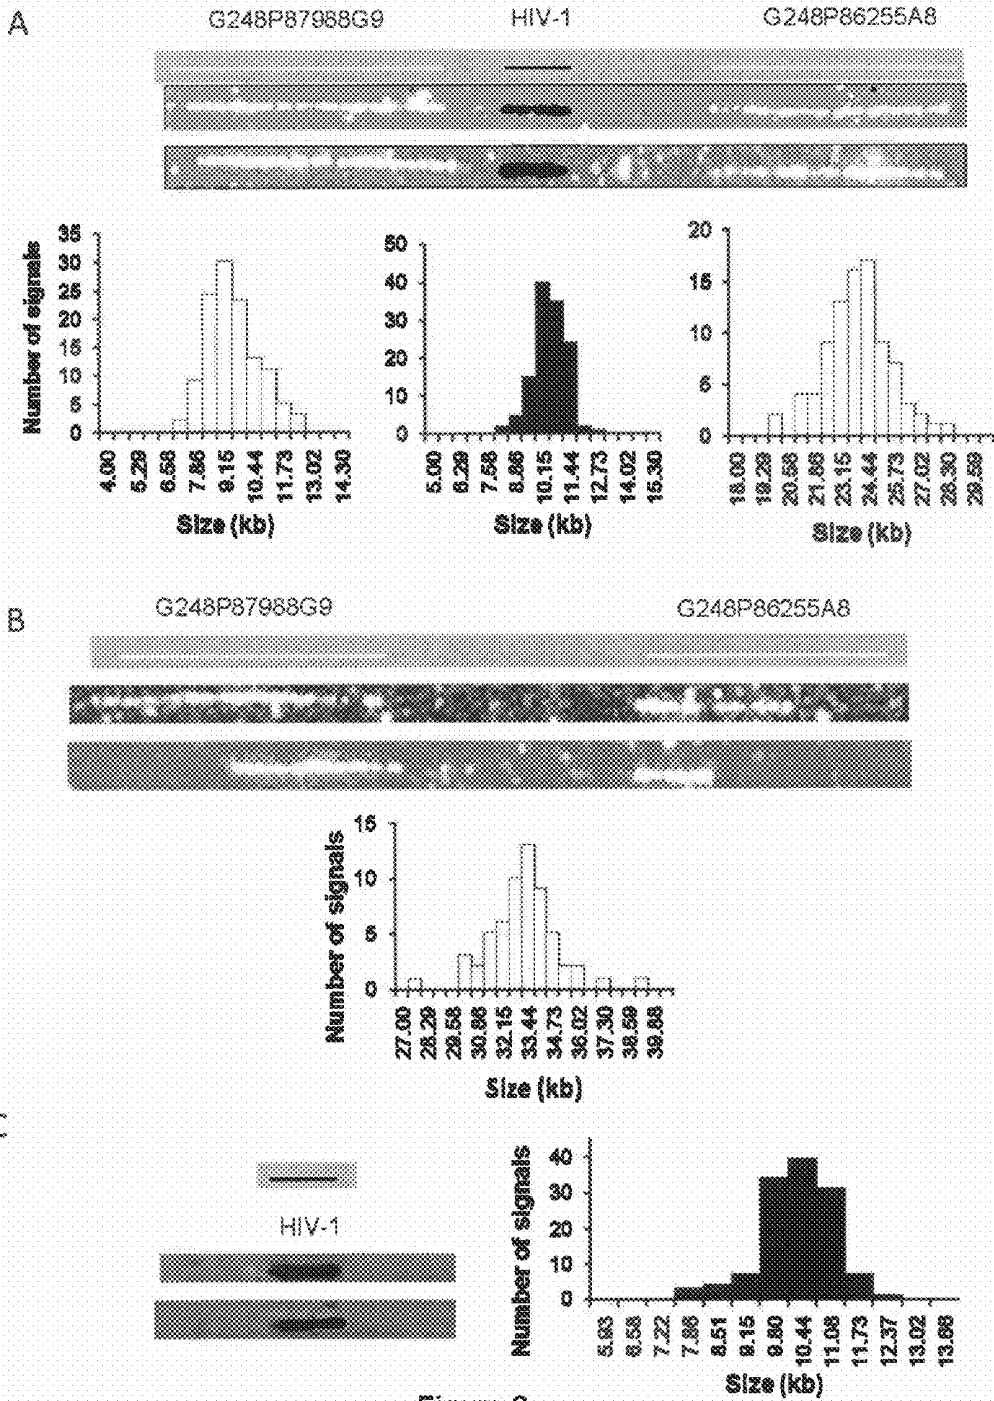 A
G248P87988G9 HIV-1 G248P86255A8
Number of signals
35
30
25
20
15
10
5
0
4.00 5.29 6.58 7.86 9.15 10.44 11.73 13.02 14.30
Size (kb)
50
40
30
20
10
0
5.00 6.29 7.58 8.86 10.15 11.44 12.73 14.02 15.30
Size (kb)
20
15
10
5
0
18.00 19.29 20.58 21.86 23.15 24.44 25.73 27.02 28.30 29.59
Size (kb)
B
G248P87988G9 G248P86255A8
Number of signals
15
10
5
0
27.00 28.29 29.58 30.86 32.15 33.44 34.73 36.02 37.30 38.59 39.88
Size (kb)
HIV-1
Number of signals
40
30
20
10
0
5.93 6.58 7.22 7.86 8.51 9.15 9.80 10.44 11.08 11.73 12.37 13.02 13.66
Size (kb)